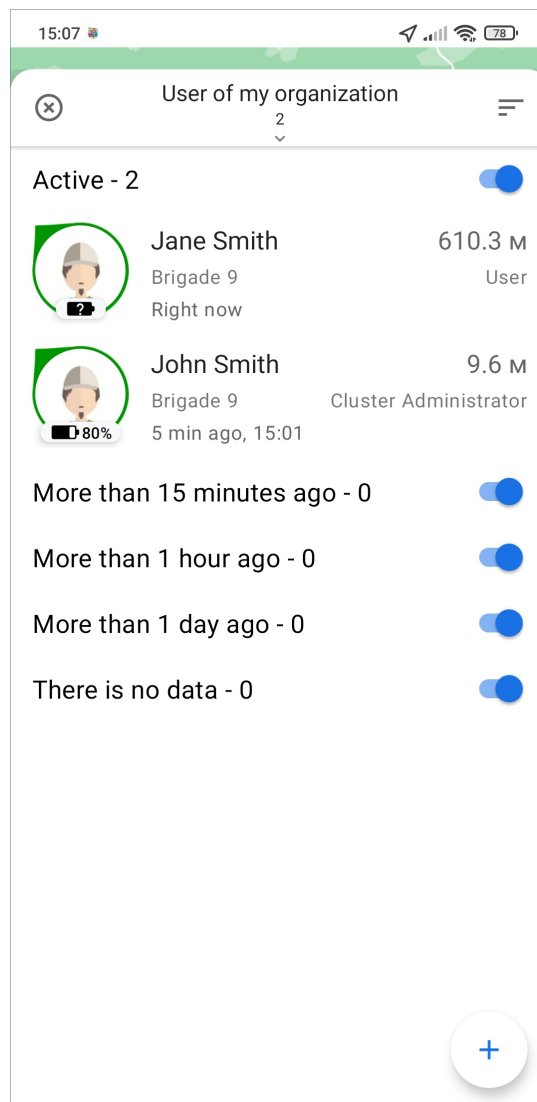 15:07
78
User of my organization
2
Active - 2
Jane Smith
610.3 м
Brigade 9
User
?
Right now
John Smith
9.6 м
Brigade 9
Cluster Administrator
80%
5 min ago, 15:01
More than 15 minutes ago - 0
More than 1 hour ago - 0
More than 1 day ago - 0
There is no data - 0
+